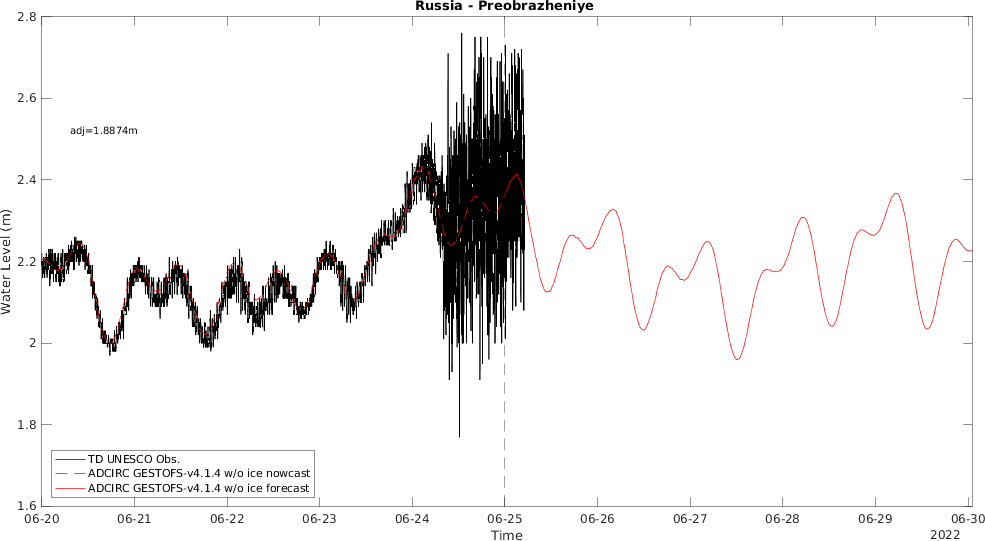 Russia - Preobrazheniye
2.8
2.6
2.4
2.2
2
1.8
1.6
Water Level (m)
adj=1.8874m
TD UNESCO Obs.
ADCIRC GESTOFS-v4.1.4 w/o ice nowcast
ADCIRC GESTOFS-v4.1.4 w/o ice forecast
06-20 06-21 06-22 06-23 06-24 06-25 06-26 06-27 06-28 06-29 06-30
Time
2022